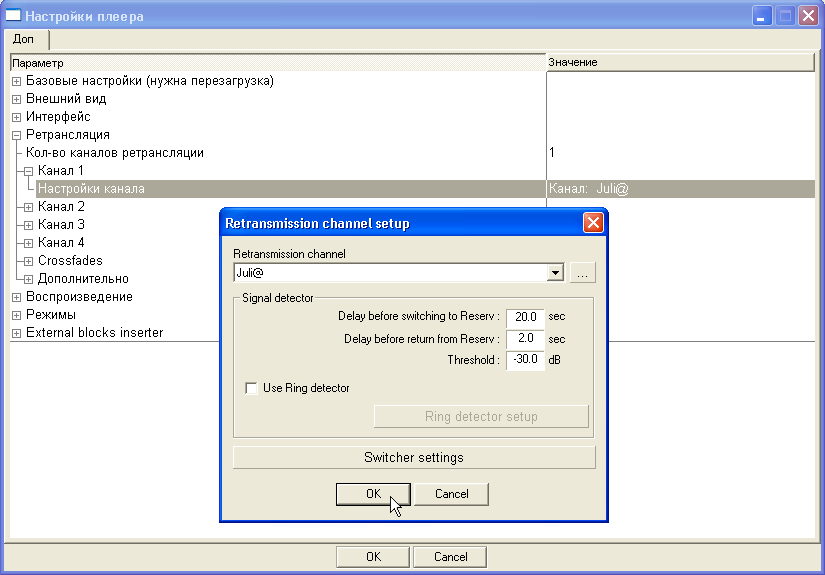 Настройки плеера
Доп
Параметр Значение
Базовые настройки (нужна перезагрузка)
Внешний вид
Интерфейс
Ретрансляция
Кол-во каналов ретрансляции 1
Канал 1
Настройки канала Канал: Juli@
Канал 2
Канал 3
Канал 4
Crossfades
Дополнительно
Воспроизведение
Режимы
External blocks inserter
Retransmission channel setup
Retransmission channel
Juli@ ...
Signal detector
Delay before switching to Reserv : 20.0 sec
Delay before return from Reserv : 2.0 sec
Threshold : -30.0 dB
Use Ring detector
Ring detector setup
Switcher settings
OK Cancel
OK Cancel